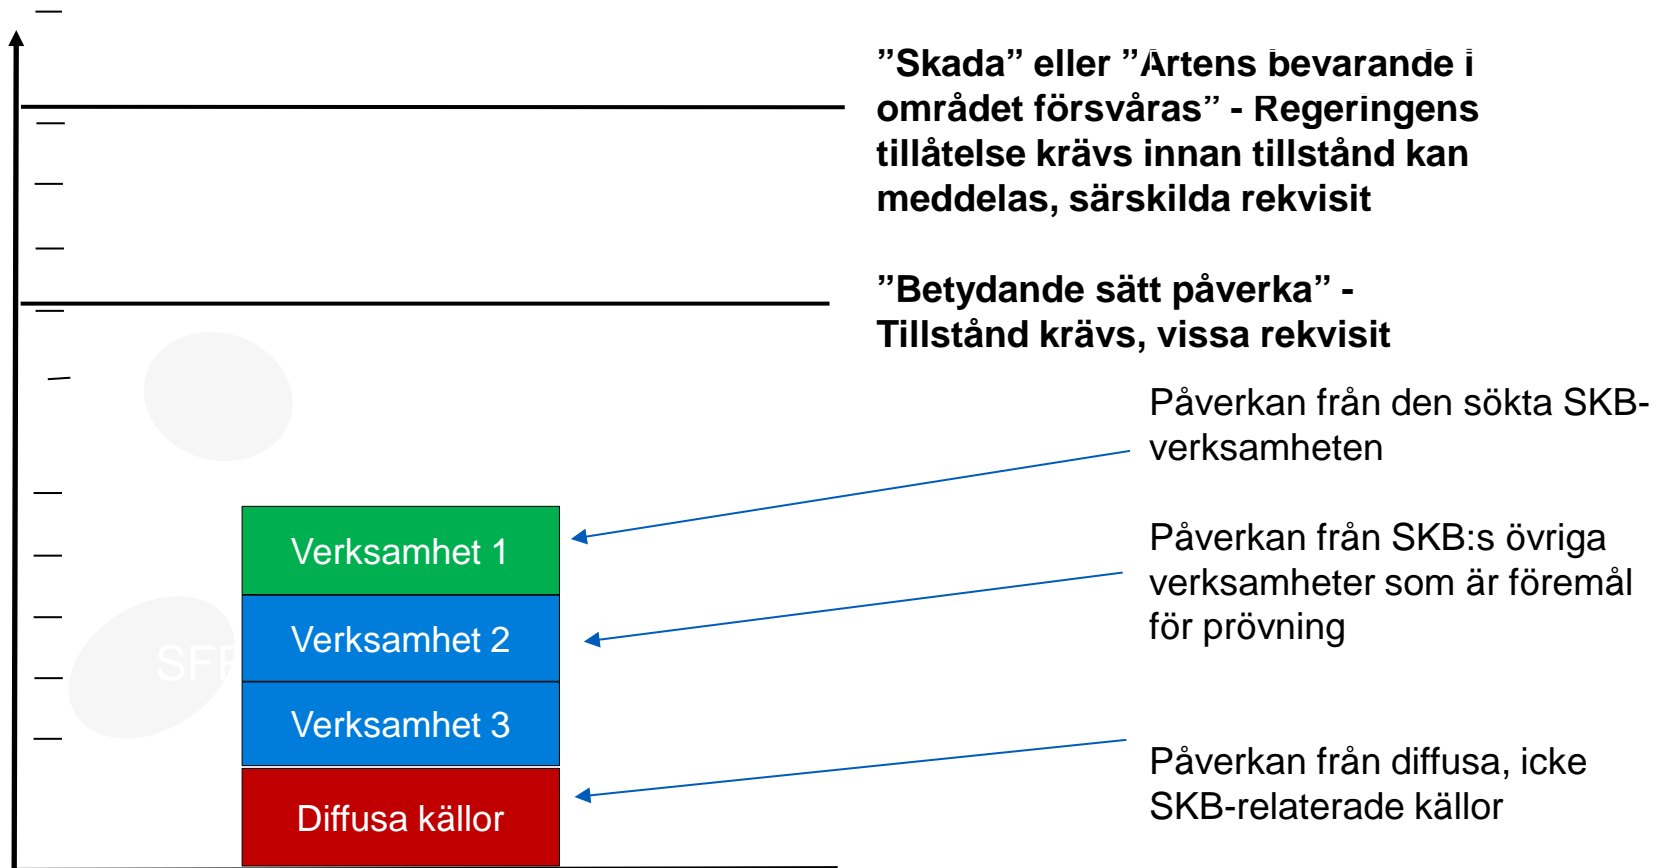 ”Skada” eller ”Artens bevarande i
området försvåras” - Regeringens
tillåtelse krävs innan tillstånd kan
meddelas, särskilda rekvisit
”Betydande sätt påverka” -
Tillstånd krävs, vissa rekvisit
Påverkan från den sökta SKB-
verksamheten
Verksamhet 1
Påverkan från SKB:s övriga
verksamheter som är föremål
för prövning
Verksamhet 2
Verksamhet 3
Påverkan från diffusa, icke
SKB-relaterade källor
Diffusa källor